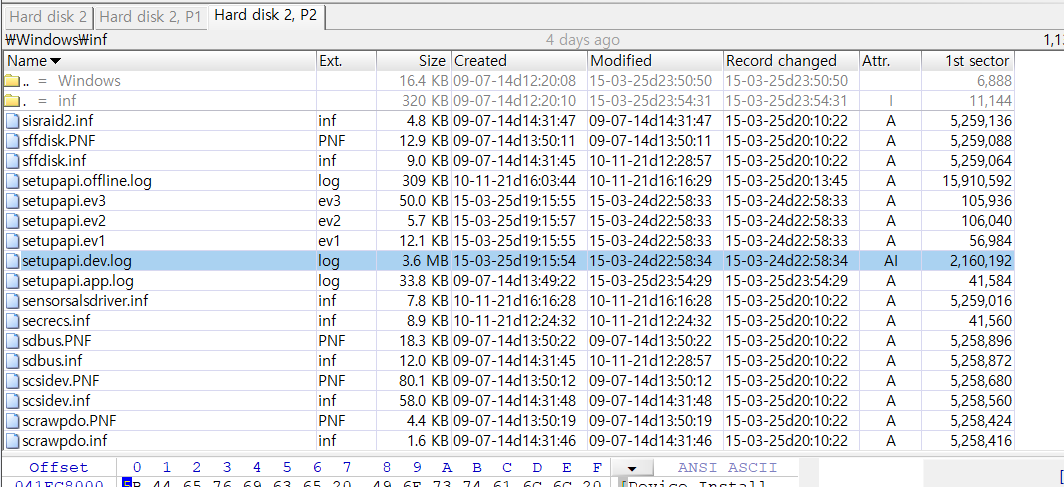 Hard disk 2 Hard disk 2, P1 Hard disk 2, P2
₩Windows₩inf 4 days ago
Name Ext. Size Created Modified Record changed Attr. 1st sector
.. = Windows 16.4 KB 09-07-14d12:20:08 15-03-25d23:50:50 15-03-25d23:50:50 6,888
. = inf 320 KB 09-07-14d12:20:10 15-03-25d23:54:31 15-03-25d23:54:31 I 11,144
sisraid2.inf inf 4.8 KB 09-07-14d14:31:47 09-07-14d14:31:47 15-03-25d20:10:22 A 5,259,136
sffdisk.PNF PNF 12.9 KB 09-07-14d13:50:11 09-07-14d13:50:11 15-03-25d20:10:22 A 5,259,088
sffdisk.inf inf 9.0 KB 09-07-14d14:31:45 10-11-21d12:28:57 15-03-25d20:10:22 A 5,259,064
setupapi.offline.log log 309 KB 10-11-21d16:03:44 10-11-21d16:16:29 15-03-25d20:13:45 A 15,910,592
setupapi.ev3 ev3 50.0 KB 15-03-25d19:15:55 15-03-24d22:58:33 15-03-24d22:58:33 A 105,936
setupapi.ev2 ev2 5.7 KB 15-03-25d19:15:57 15-03-24d22:58:33 15-03-24d22:58:33 A 106,040
setupapi.ev1 ev1 12.1 KB 15-03-25d19:15:55 15-03-24d22:58:33 15-03-24d22:58:33 A 56,984
setupapi.dev.log log 3.6 MB 15-03-25d19:15:54 15-03-24d22:58:34 15-03-24d22:58:34 AI 2,160,192
setupapi.app.log log 33.8 KB 09-07-14d13:49:22 15-03-25d23:54:29 15-03-25d23:54:29 A 41,584
sensorsalsdriver.inf inf 7.8 KB 10-11-21d16:16:28 10-11-21d16:16:28 15-03-25d20:10:22 A 5,259,016
secrecs.inf inf 8.9 KB 10-11-21d12:24:32 10-11-21d12:24:32 15-03-25d20:10:22 A 41,560
sdbus.PNF PNF 18.3 KB 09-07-14d13:50:22 09-07-14d13:50:22 15-03-25d20:10:22 A 5,258,896
sdbus.inf inf 12.0 KB 09-07-14d14:31:45 10-11-21d12:28:57 15-03-25d20:10:22 A 5,258,872
scsidev.PNF PNF 80.1 KB 09-07-14d13:50:12 09-07-14d13:50:12 15-03-25d20:10:22 A 5,258,680
scsidev.inf inf 58.0 KB 09-07-14d14:31:48 09-07-14d14:31:48 15-03-25d20:10:22 A 5,258,560
scrawpdo.PNF PNF 4.4 KB 09-07-14d13:50:19 09-07-14d13:50:19 15-03-25d20:10:22 A 5,258,424
scrawpdo.inf inf 1.6 KB 09-07-14d14:31:46 09-07-14d14:31:46 15-03-25d20:10:22 A 5,258,416
Offset 0 1 2 3 4 5 6 7 8 9 A B C D E F ANSI ASCII
041EC8000 5B 44 65 76 69 63 65 20 49 6E 73 74 61 6C 6C 20 [Device Install